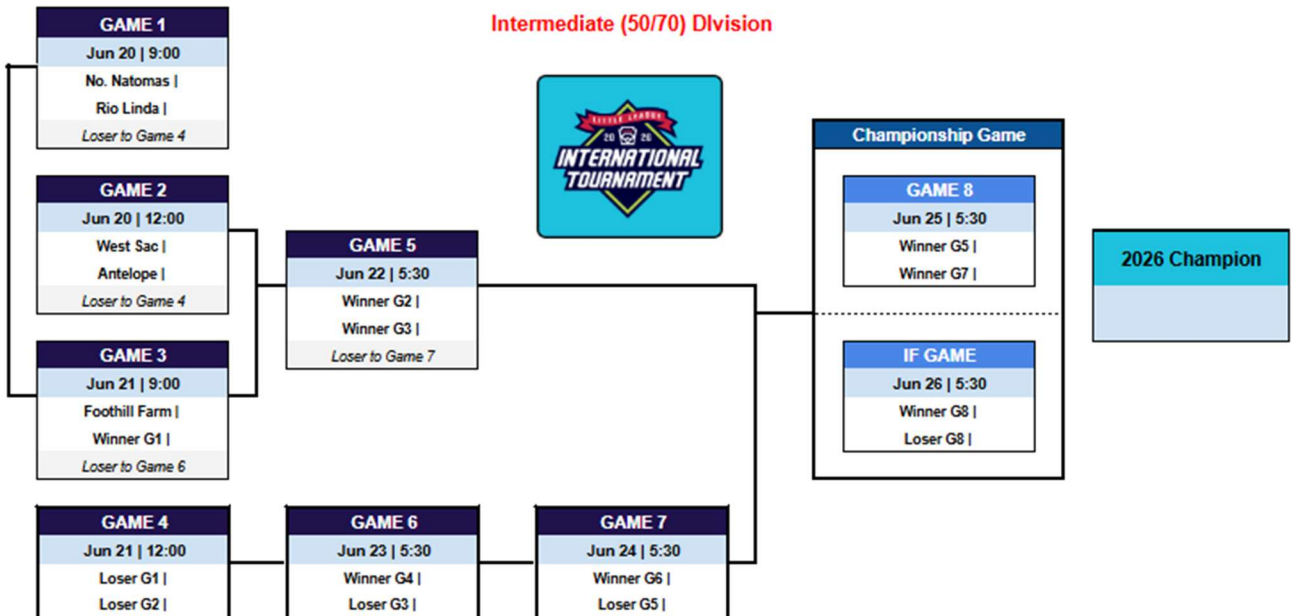 Intermediate (50/70) DIvision
GAME 1
Jun 20 | 9:00
No. Natomas |
Rio Linda |
Loser to Game 4
GAME 2
Jun 20 | 12:00
West Sac |
Antelope |
Loser to Game 4
GAME 3
Jun 21 | 9:00
Foothill Farm |
Winner G1 |
Loser to Game 6
GAME 5
Jun 22 | 5:30
Winner G2 |
Winner G3 |
Loser to Game 7
LITTLE LEAGUE
20 26
INTERNATIONAL
TOURNAMENT
Championship Game
GAME 8
Jun 25 | 5:30
Winner G5 |
Winner G7 |
IF GAME
Jun 26 | 5:30
Winner G8 |
Loser G8 |
2026 Champion
GAME 4
Jun 21 | 12:00
Loser G1 |
Loser G2 |
GAME 6
Jun 23 | 5:30
Winner G4 |
Loser G3 |
GAME 7
Jun 24 | 5:30
Winner G6 |
Loser G5 |